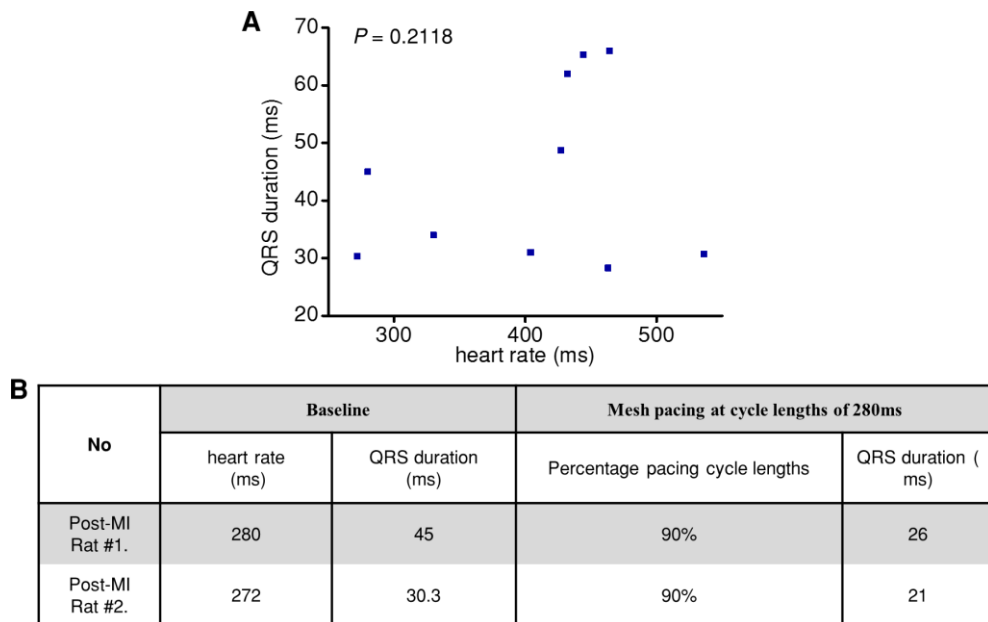 A
P = 0.2118
70
60
50
40
30
20
QRS duration (ms)
300 400 500
heart rate (ms)
B
No
Baseline
Mesh pacing at cycle lengths of 280ms
heart rate
(ms)
QRS duration
(ms)
Percentage pacing cycle lengths
QRS duration (
ms)
Post-MI
Rat #1.
280
45
90%
26
Post-MI
Rat #2.
272
30.3
90%
21